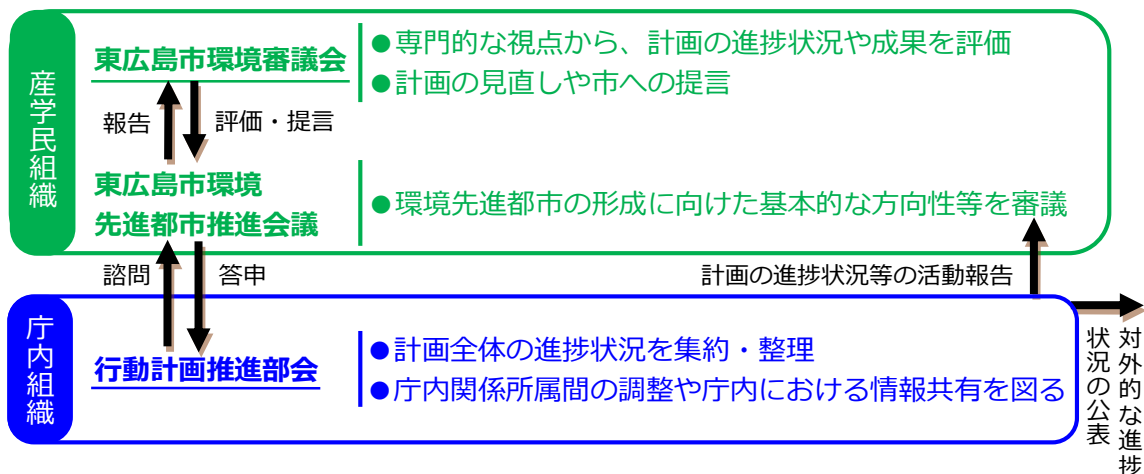 産学民組織
東広島市環境審議会
●専門的な視点から、計画の進捗状況や成果を評価
●計画の見直しや市への提言
報告
評価・提言
東広島市環境
先進都市推進会議
●環境先進都市の形成に向けた基本的な方向性等を審議
諮問
答申
計画の進捗状況等の活動報告
庁内組織
行動計画推進部会
●計画全体の進捗状況を集約・整理
●庁内関係所属間の調整や庁内における情報共有を図る
対外的な進捗
状況の公表